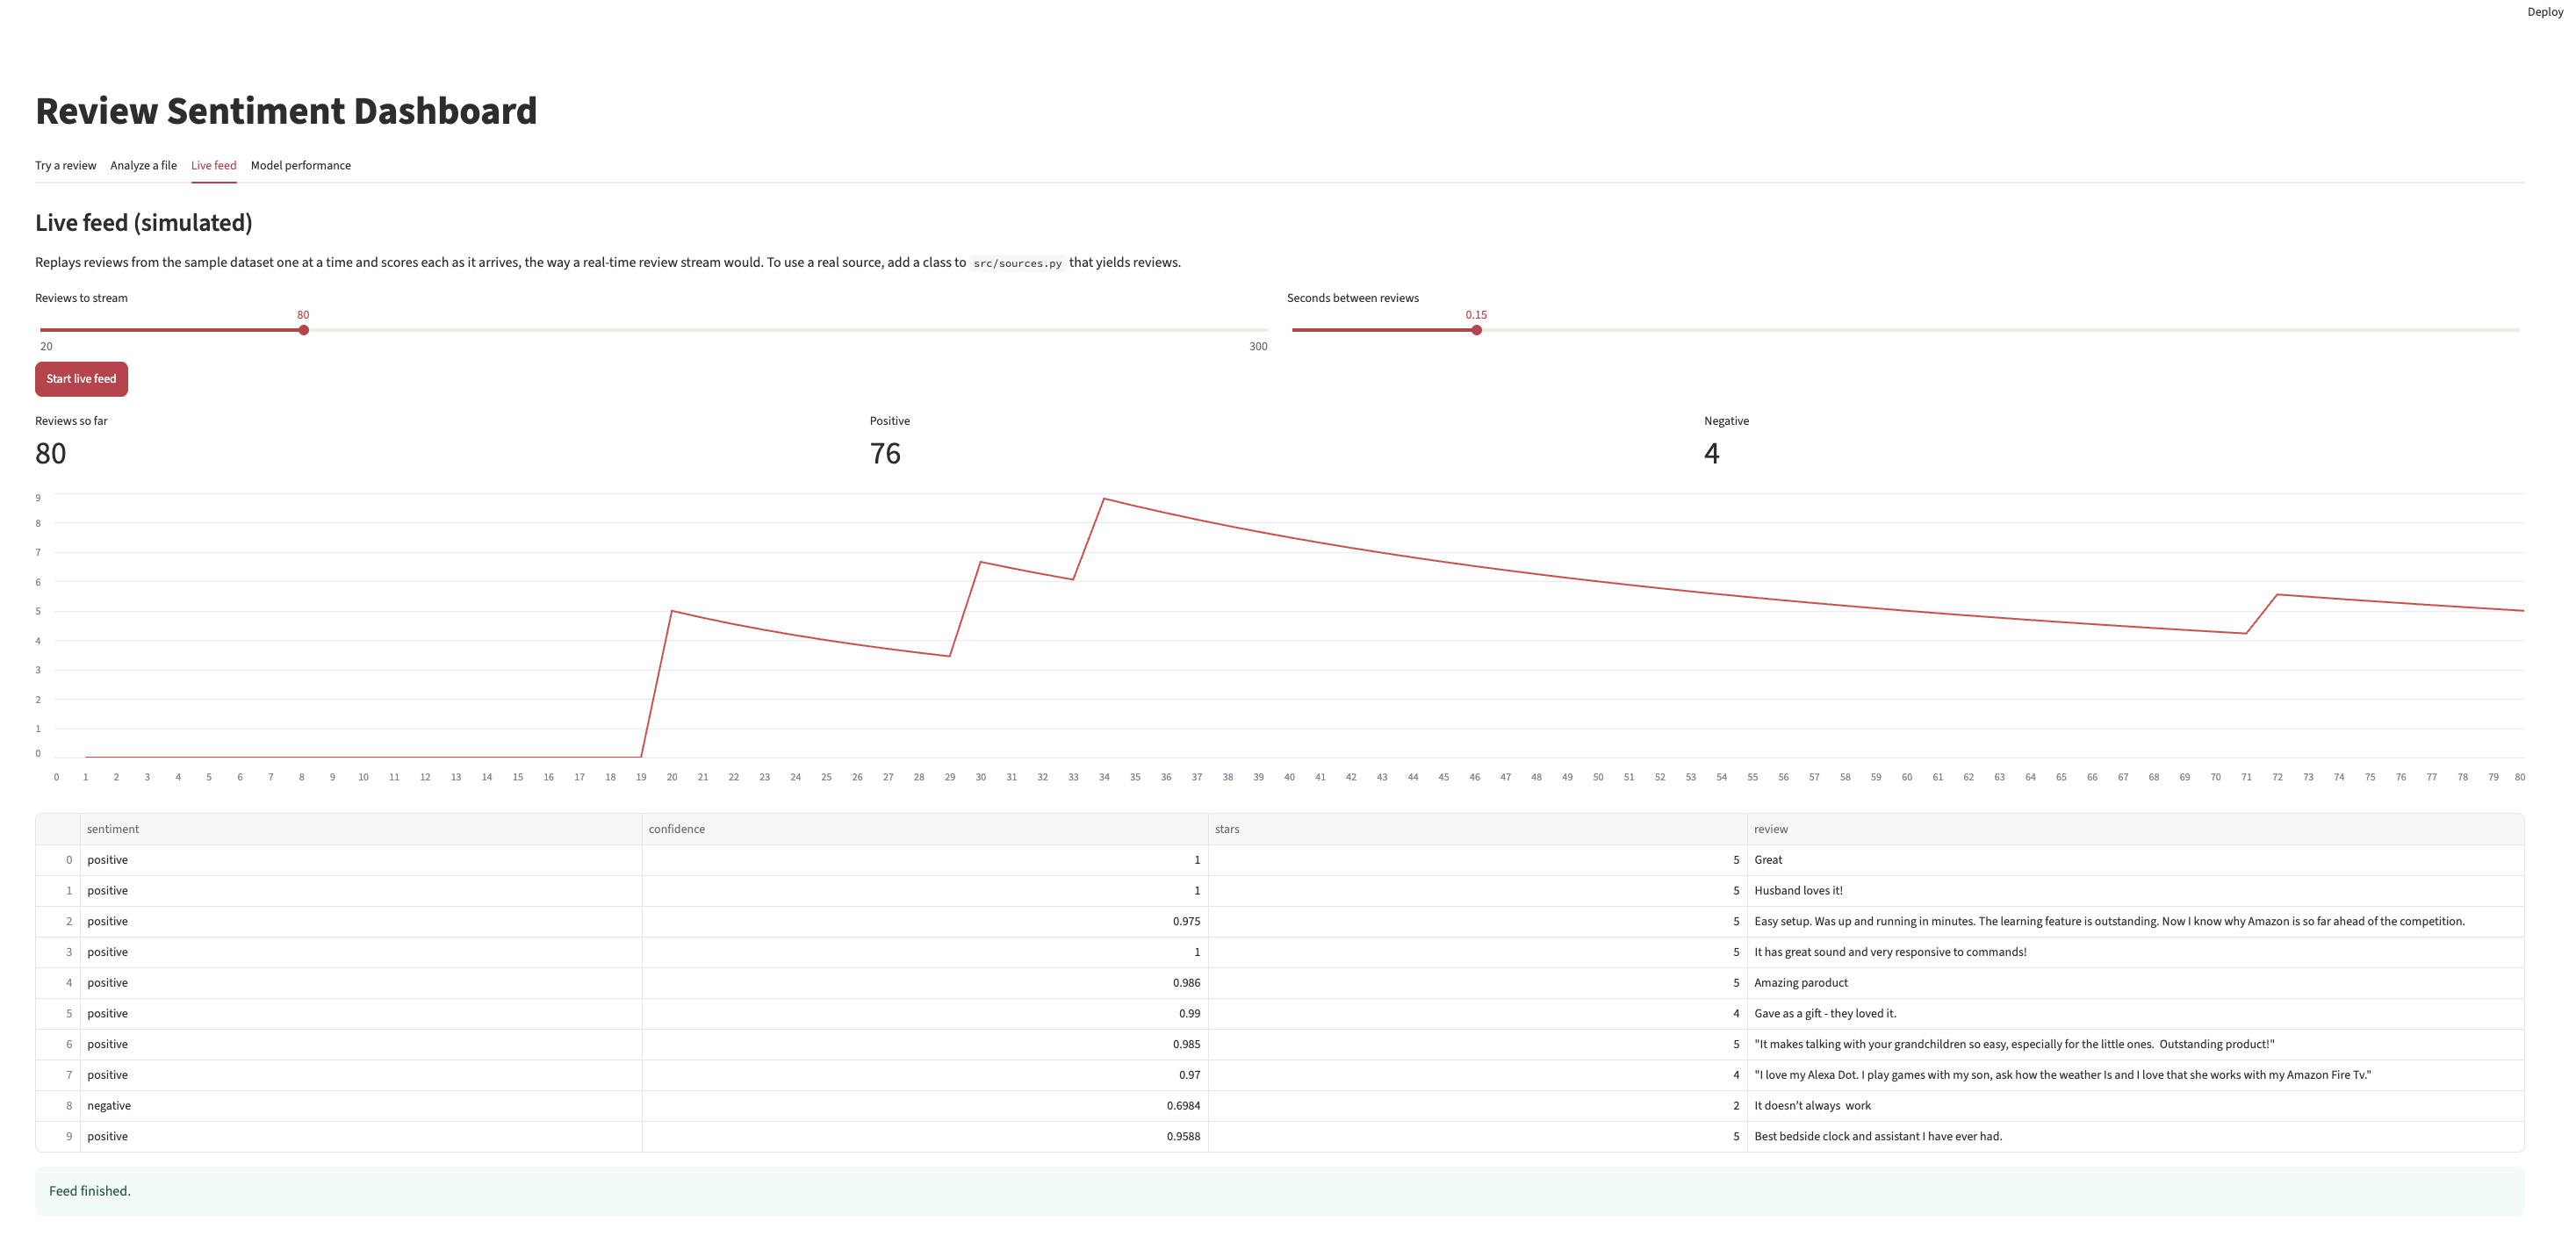 Deploy
Review Sentiment Dashboard
Try a review Analyze a file Live feed Model performance
Live feed (simulated)
Replays reviews from the sample dataset one at a time and scores each as it arrives, the way a real-time review stream would. To use a real source, add a class to src/sources.py that yields reviews.
Reviews to stream Seconds between reviews
80 0.15
20 300
Start live feed
Reviews so far Positive Negative
80 76 4
9
8
7
6
5
4
3
2
1
0
0 1 2 3 4 5 6 7 8 9 10 11 12 13 14 15 16 17 18 19 20 21 22 23 24 25 26 27 28 29 30 31 32 33 34 35 36 37 38 39 40 41 42 43 44 45 46 47 48 49 50 51 52 53 54 55 56 57 58 59 60 61 62 63 64 65 66 67 68 69 70 71 72 73 74 75 76 77 78 79 80
sentiment confidence stars review
0 positive 1 5 Great
1 positive 1 5 Husband loves it!
2 positive 0.975 5 Easy setup. Was up and running in minutes. The learning feature is outstanding. Now I know why Amazon is so far ahead of the competition.
3 positive 1 5 It has great sound and very responsive to commands!
4 positive 0.986 5 Amazing paroduct
5 positive 0.99 4 Gave as a gift - they loved it.
6 positive 0.985 5 "It makes talking with your grandchildren so easy, especially for the little ones.  Outstanding product!"
7 positive 0.97 4 "I love my Alexa Dot. I play games with my son, ask how the weather Is and I love that she works with my Amazon Fire Tv."
8 negative 0.6984 2 It doesn't always  work
9 positive 0.9588 5 Best bedside clock and assistant I have ever had.
Feed finished.